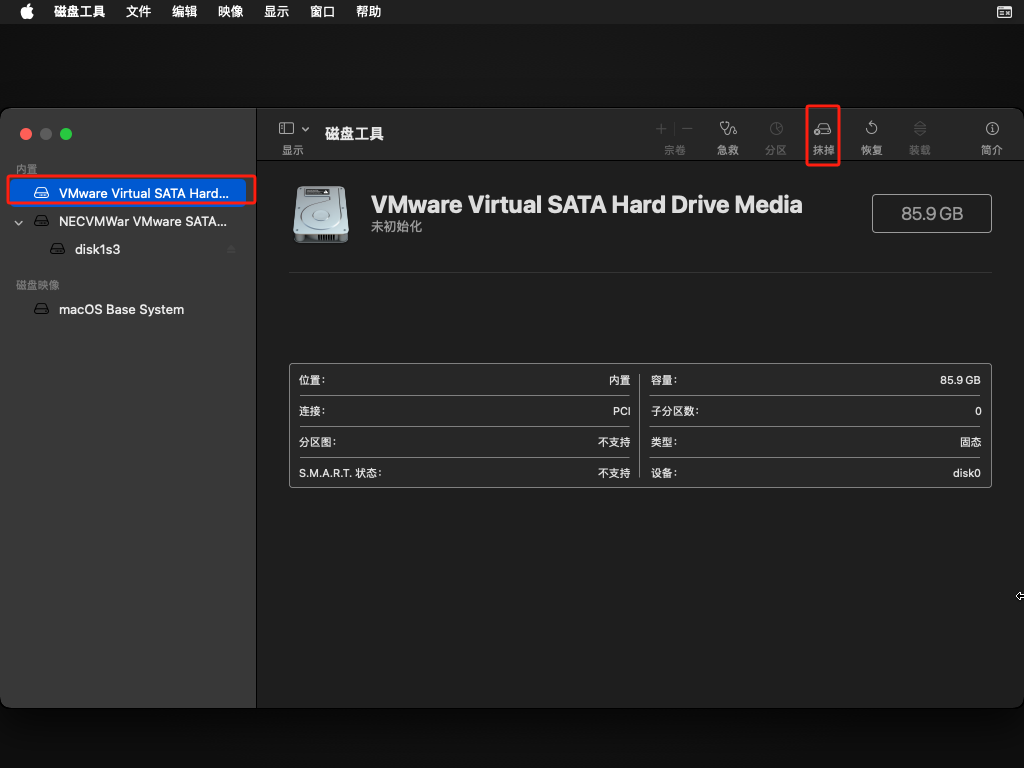 磁盘工具 文件 编辑 映像 显示 窗口 帮助
显示
磁盘工具
宗卷 急救 分区 抹掉 恢复 装载 简介
内置
VMware Virtual SATA Hard...
NECVMWar VMware SATA...
disk1s3
磁盘映像
macOS Base System
VMware Virtual SATA Hard Drive Media
未初始化
85.9 GB
位置: 内置 容量: 85.9 GB
连接: PCI 子分区数: 0
分区图: 不支持 类型: 固态
S.M.A.R.T. 状态: 不支持 设备: disk0